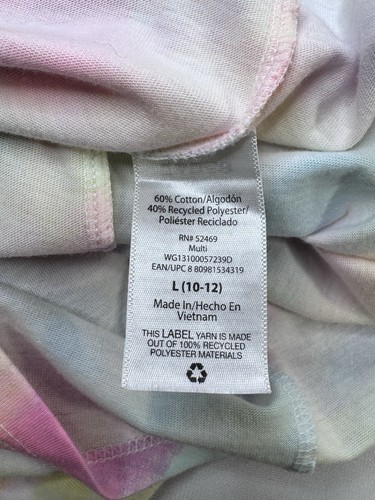 60% Cotton/Algodón
40% Recycled Polyester/
Poliéster Reciclado
RN# 52469
Multi
WG13100057239D
EAN/UPC 8 80981534319
L (10-12)
Made In/Hecho En
Vietnam
THIS LABEL YARN IS MADE
OUT OF 100% RECYCLED
POLYESTER MATERIALS